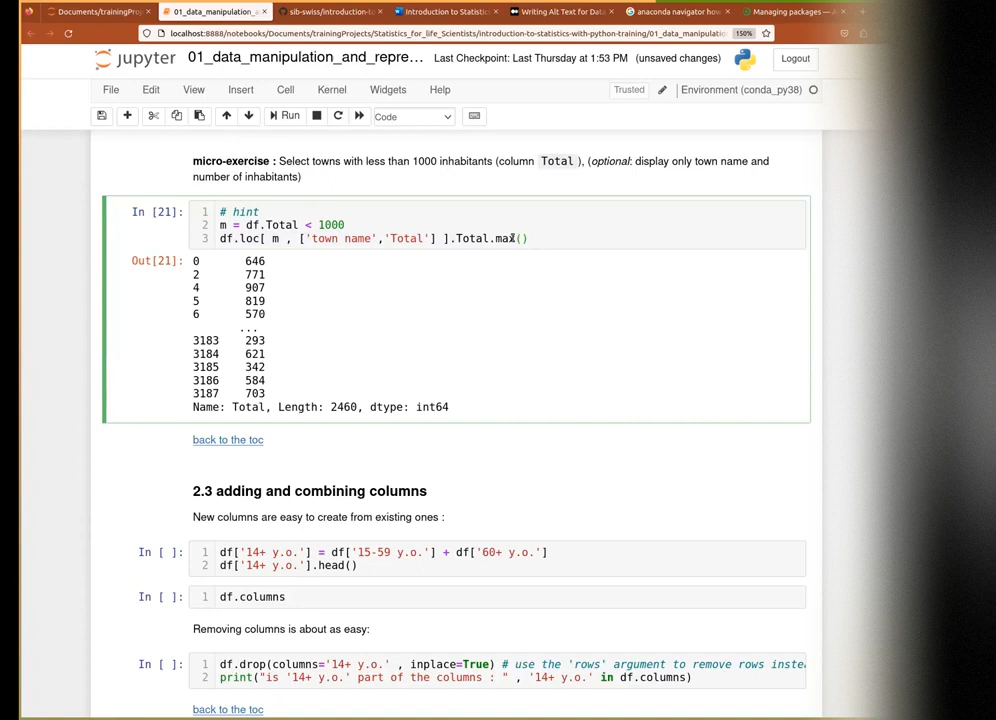 Documents/trainingProj
01_data_manipulation_a
sib-swiss/introduction-to
Introduction to Statistic
Writing Alt Text for Dat
anaconda navigator how
Managing packages — A
localhost:8888/notebooks/Documents/trainingProjects/Statistics_for_life_Scientists/introduction-to-statistics-with-python-training/01_data_manipulatio
150%
jupyter 01_data_manipulation_and_repre... Last Checkpoint: Last Thursday at 1:53 PM (unsaved changes) Logout
File Edit View Insert Cell Kernel Widgets Help Trusted Environment (conda_py38)
Run Code
micro-exercise : Select towns with less than 1000 inhabitants (column Total ), (optional: display only town name and
number of inhabitants)
In [21]: 1 # hint
2 m = df.Total < 1000
3 df.loc[ m , ['town name','Total'] ].Total.max()
Out[21]: 0 646
2 771
4 907
5 819
6 570
...
3183 293
3184 621
3185 342
3186 584
3187 703
Name: Total, Length: 2460, dtype: int64
back to the toc
2.3 adding and combining columns
New columns are easy to create from existing ones :
In [ ]: 1 df['14+ y.o.'] = df['15-59 y.o.'] + df['60+ y.o.']
2 df['14+ y.o.'].head()
In [ ]: 1 df.columns
Removing columns is about as easy:
In [ ]: 1 df.drop(columns='14+ y.o.' , inplace=True) # use the 'rows' argument to remove rows inste
2 print("is '14+ y.o.' part of the columns : " , '14+ y.o.' in df.columns)
back to the toc